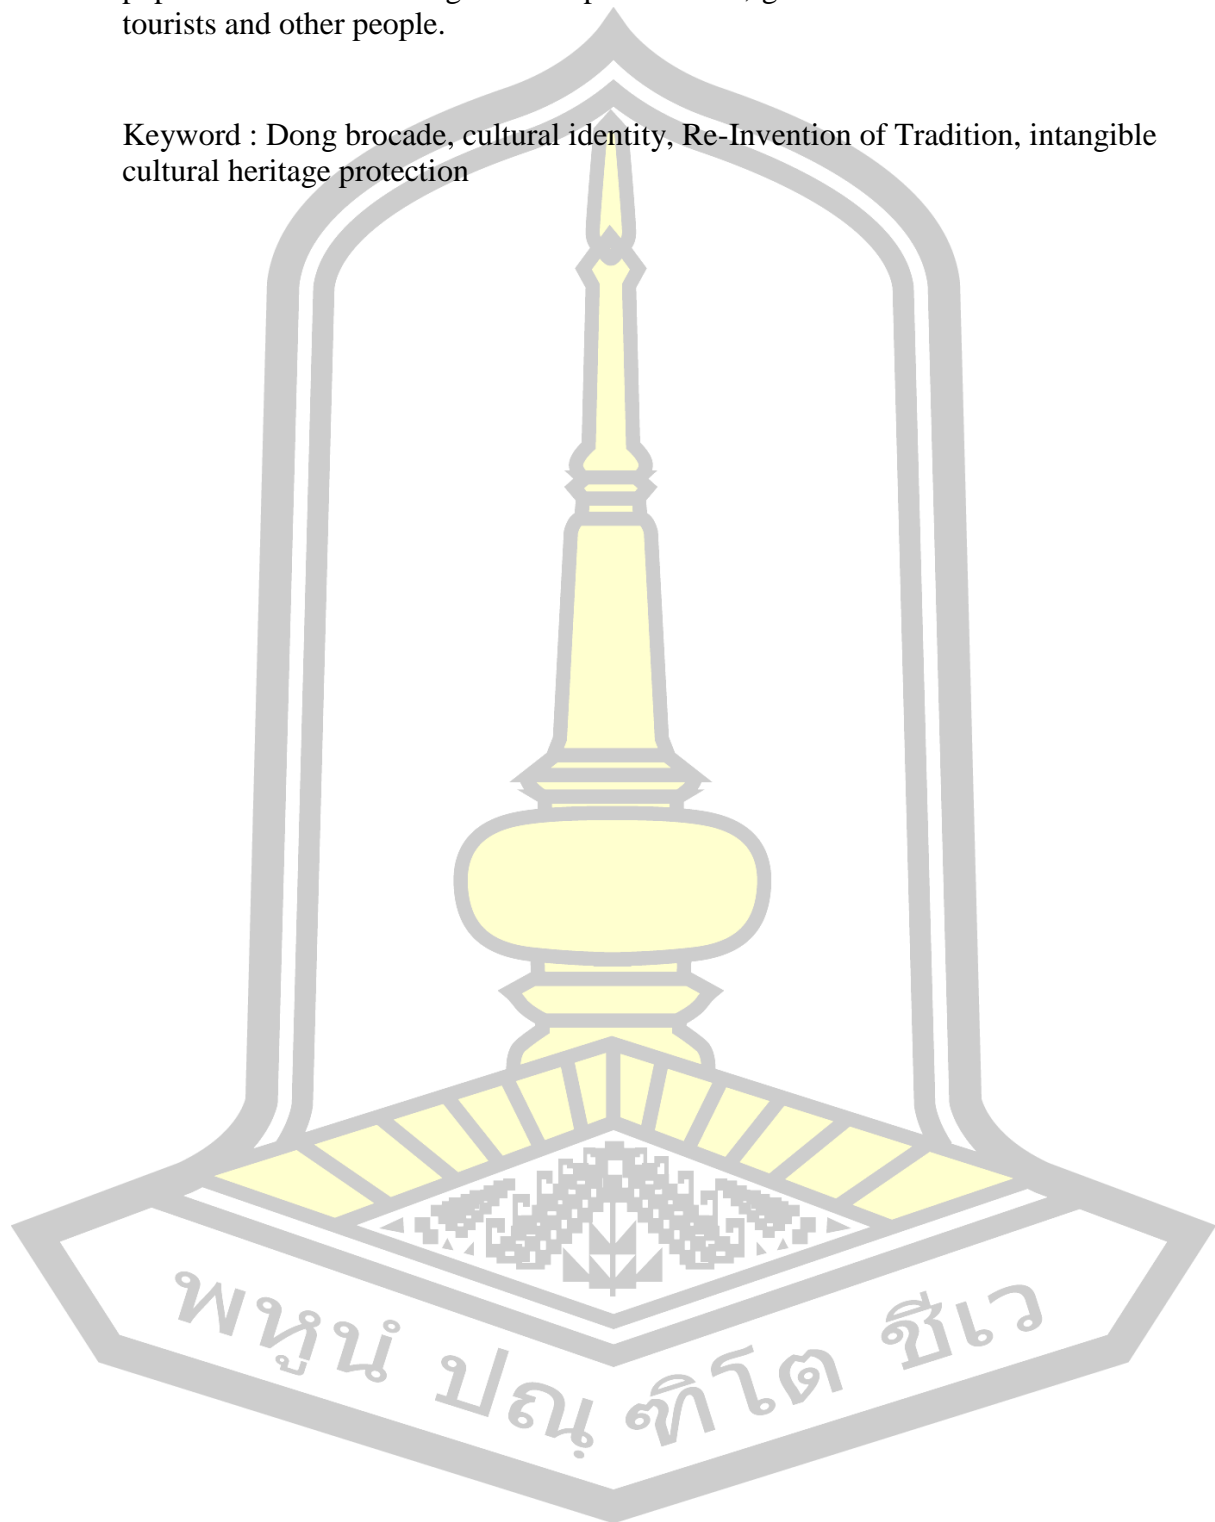 tourists and other people.
Keyword : Dong brocade, cultural identity, Re-Invention of Tradition, intangible
cultural heritage protection
พหูนํ ปณฺฑิโต ชีเว